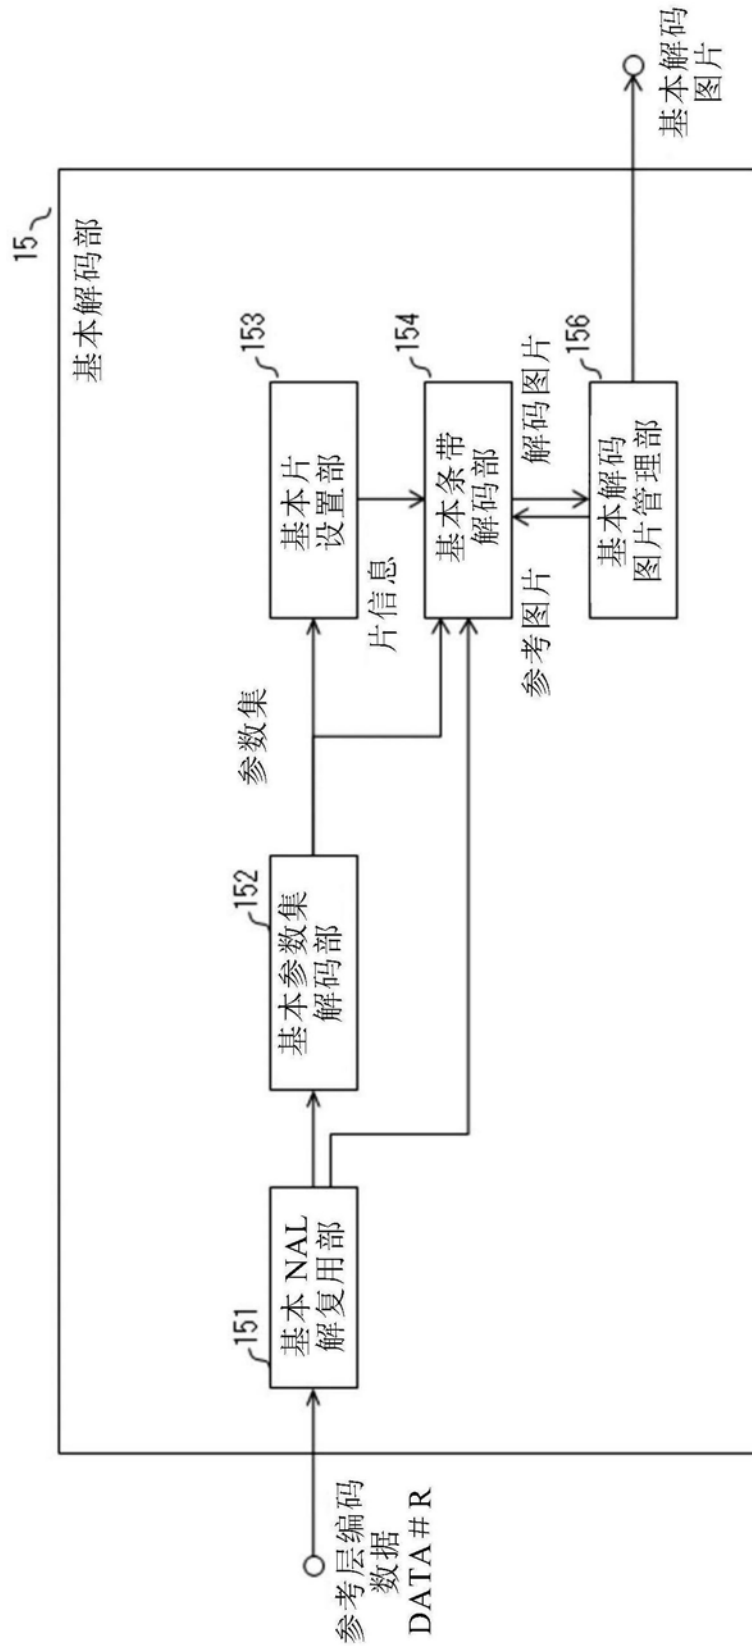 15
基本解码部
参考层编码
数据
DATA#R
151
基本 NAL
解复用部
152
基本参数集
解码部
参数集
153
基本片
设置部
片信息
154
基本条带
解码部
参考图片
解码图片
156
基本解码
图片管理部
基本解码
图片